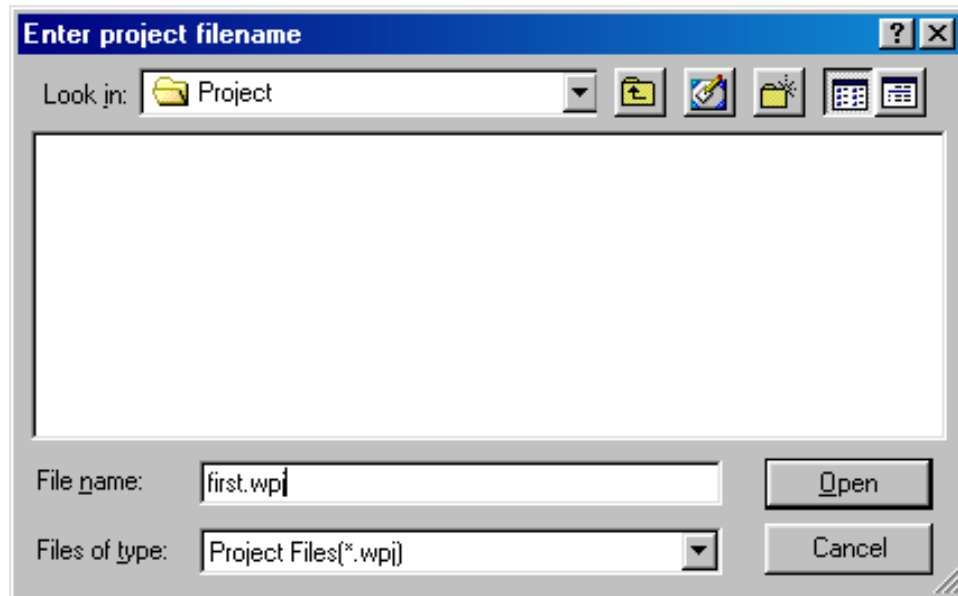 Enter project filename
Look in: Project
File name: first.wpj
Open
Files of type: Project Files(*.wpj)
Cancel